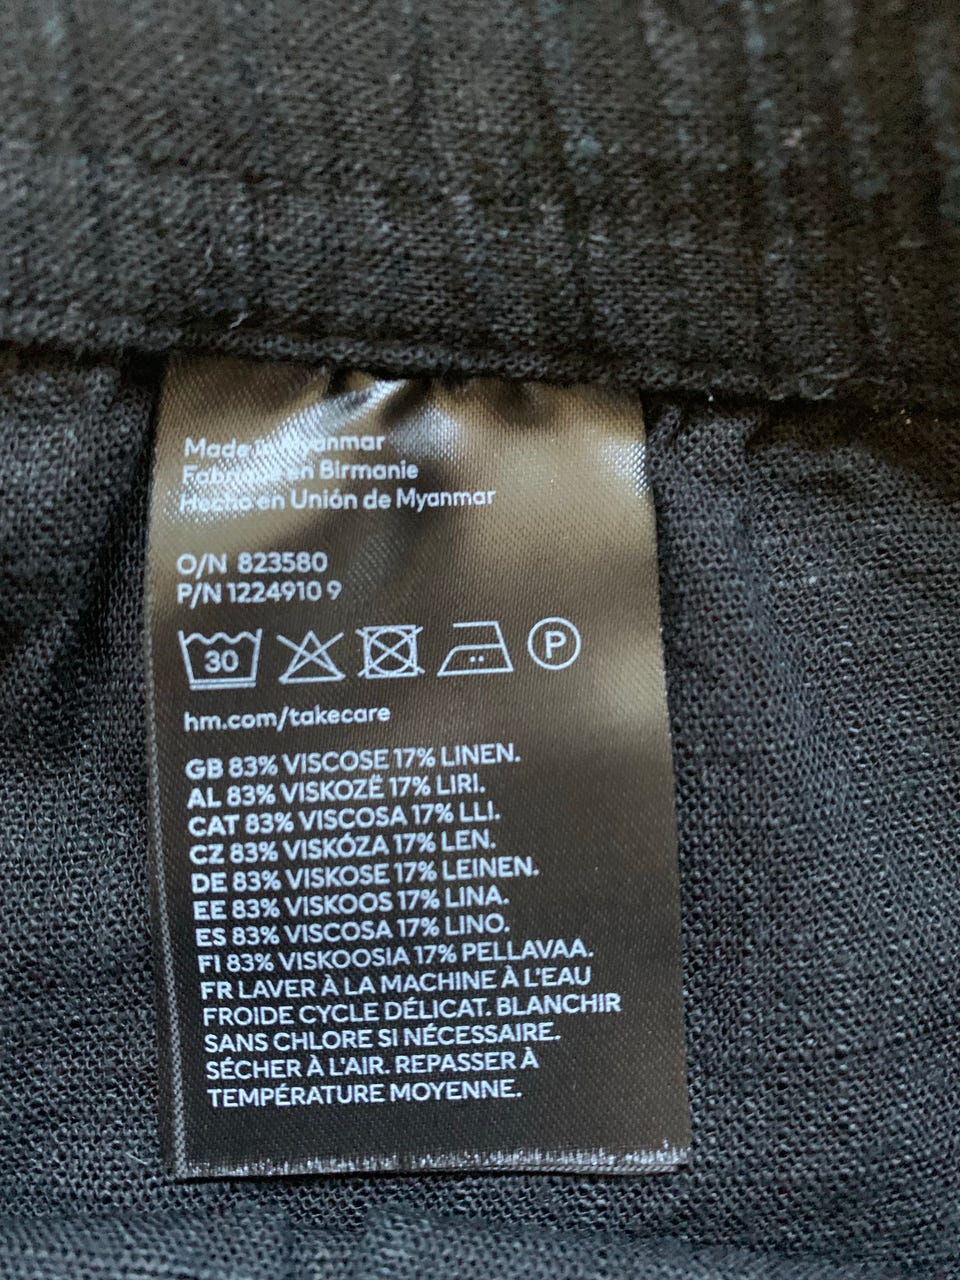 Made in Myanmar
Fabriqué en Birmanie
Hecho en Unión de Myanmar
O/N 823580
P/N 1224910 9
30 P
hm.com/takecare
GB 83% VISCOSE 17% LINEN.
AL 83% VISKOZË 17% LIRI.
CAT 83% VISCOSA 17% LLI.
CZ 83% VISKÓZA 17% LEN.
DE 83% VISKOSE 17% LEINEN.
EE 83% VISKOOS 17% LINA.
ES 83% VISCOSA 17% LINO.
FI 83% VISKOOSIA 17% PELLAVAA.
FR LAVER À LA MACHINE À L'EAU
FROIDE CYCLE DÉLICAT. BLANCHIR
SANS CHLORE SI NÉCESSAIRE.
SÉCHER À L'AIR. REPASSER À
TEMPÉRATURE MOYENNE.